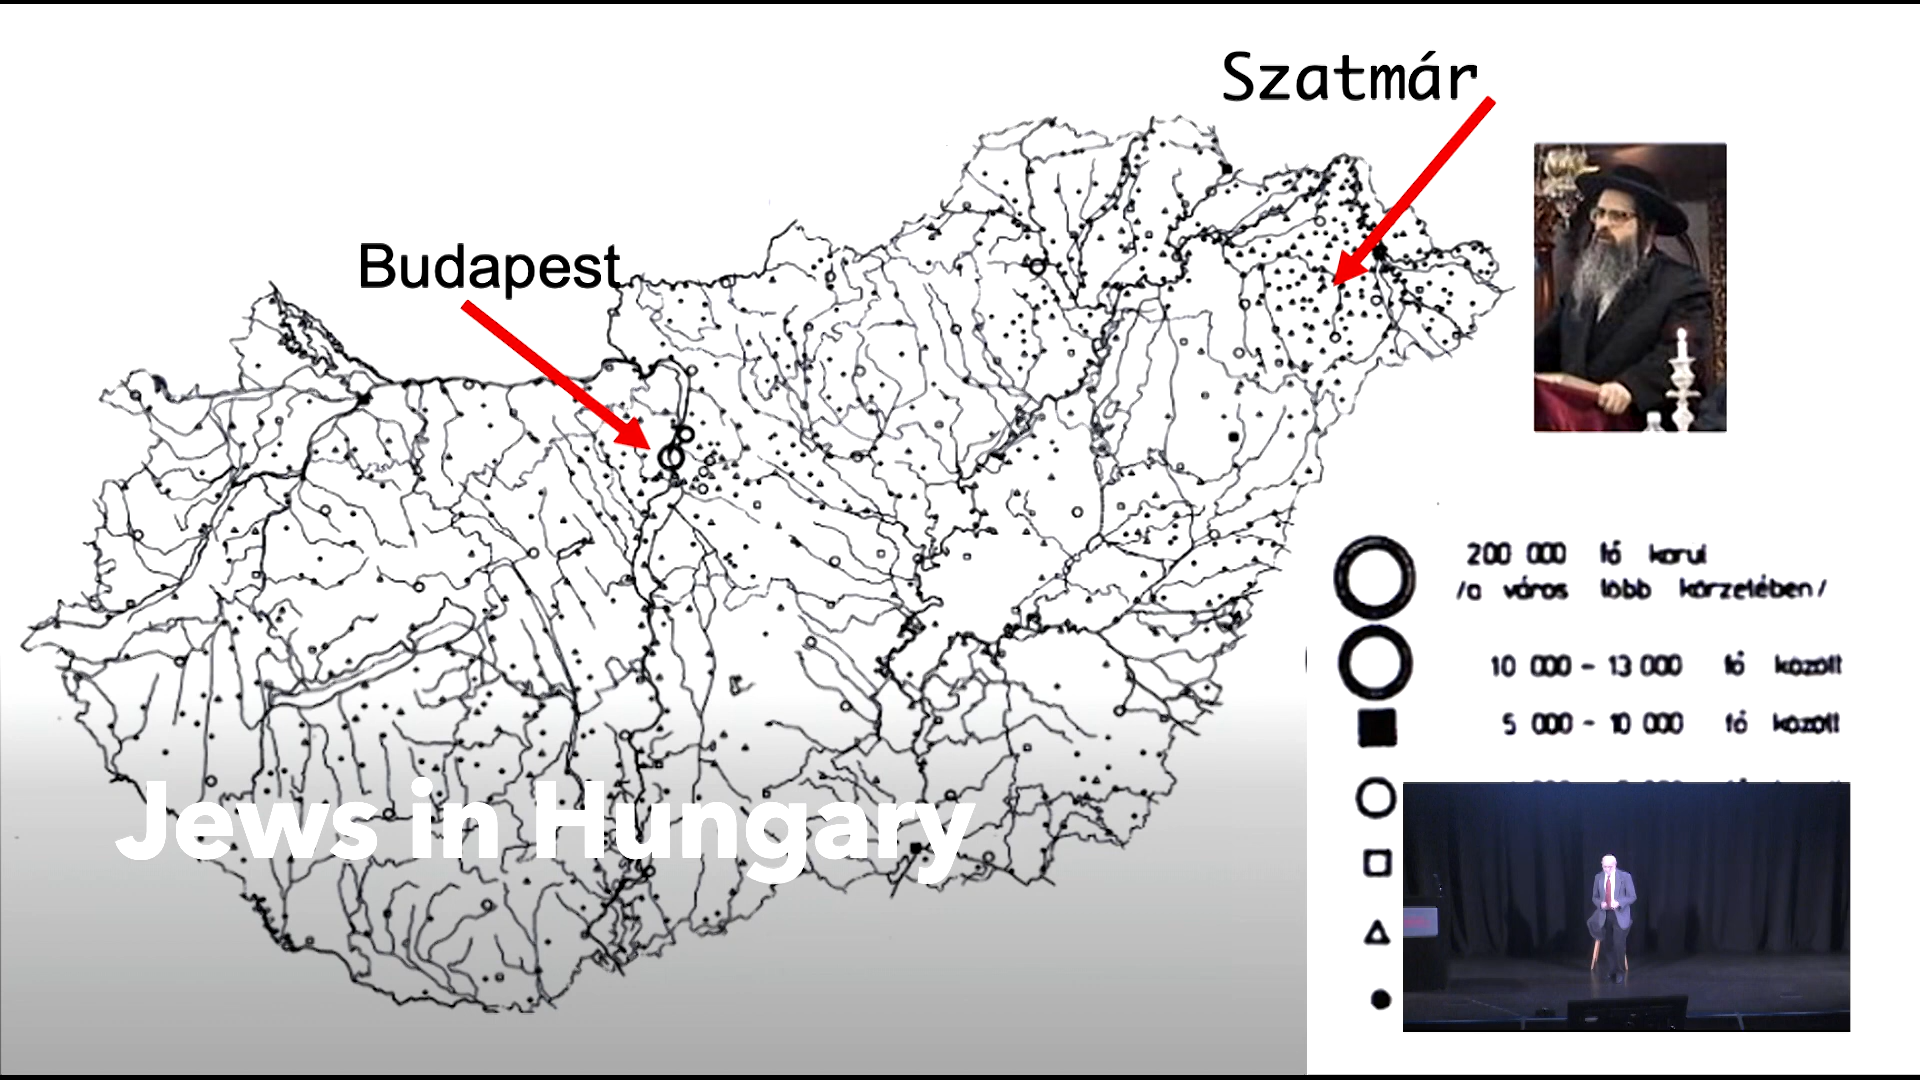 Szatmár
Budapest
200 000 fő körül
/a város több körzetében/
10 000 - 13 000 fő között
5 000 - 10 000 fő között
Jews in Hungary